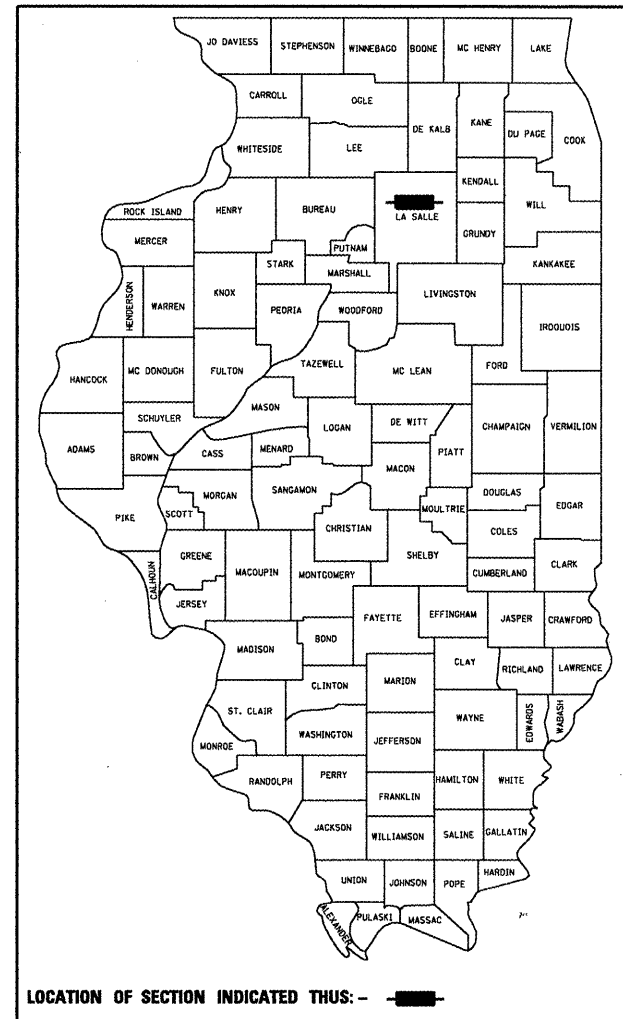 JO DAVIESS STEPHENSON WINNEBAGO BOONE MC HENRY LAKE
CARROLL OGLE DE KALB KANE DU PAGE COOK
WHITESIDE LEE
KENDALL WILL
ROCK ISLAND HENRY BUREAU LA SALLE
GRUNDY
MERCER PUTNAM
STARK MARSHALL KANKAKEE
HENDERSON WARREN KNOX PEORIA WOODFORD LIVINGSTON IROQUOIS
HANCOCK MC DONOUGH FULTON TAZEWELL MC LEAN FORD
SCHUYLER MASON LOGAN DE WITT CHAMPAIGN VERMILION
ADAMS BROWN CASS MENARD MACON PIATT
PIKE SCOTT MORGAN SANGAMON CHRISTIAN MOULTRIE DOUGLAS EDGAR
COLES
SHELBY
CALHOUN GREENE MACOUPIN MONTGOMERY CUMBERLAND CLARK
JERSEY
FAYETTE EFFINGHAM JASPER CRAWFORD
MADISON BOND
CLAY RICHLAND LAWRENCE
CLINTON MARION
ST. CLAIR WAYNE EDWARDS WABASH
MONROE WASHINGTON JEFFERSON
RANDOLPH PERRY HAMILTON WHITE
FRANKLIN
JACKSON WILLIAMSON SALINE GALLATIN
UNION JOHNSON POPE HARDIN
ALEXANDER PULASKI MASSAC
LOCATION OF SECTION INDICATED THUS: -